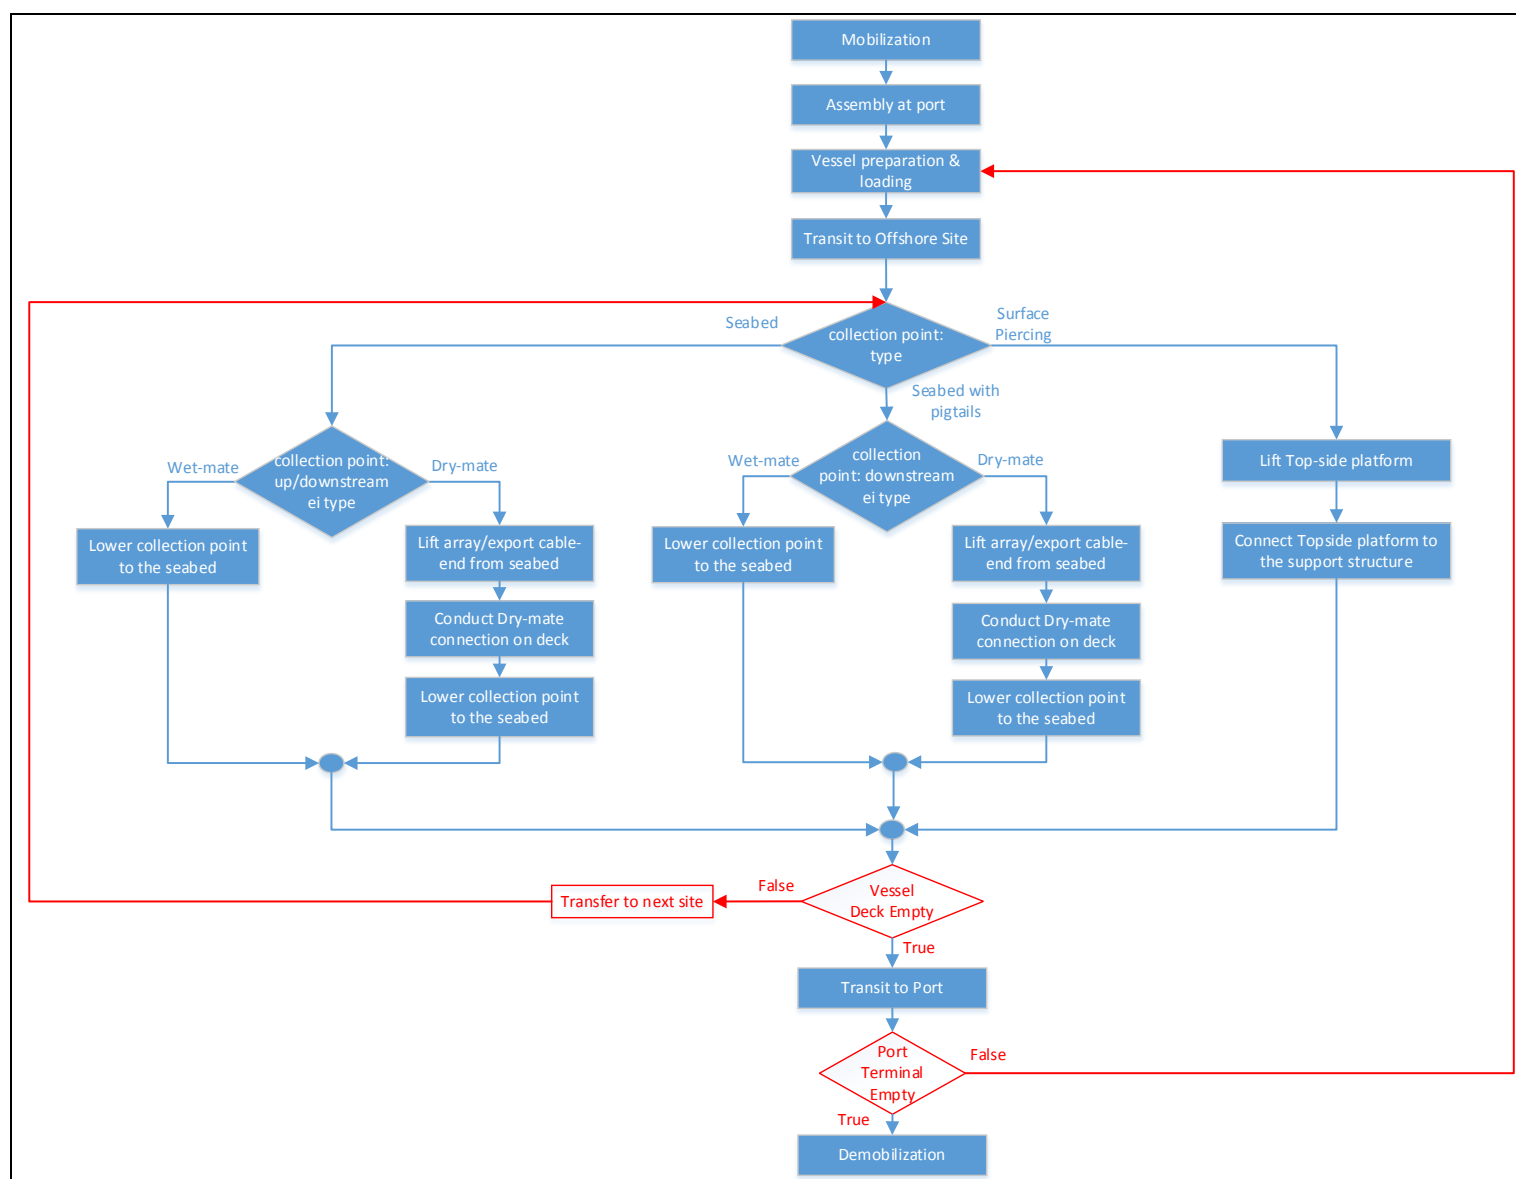 Mobilization
Assembly at port
Vessel preparation &
loading
Transit to Offshore Site
collection point:
type
Seabed
Surface
Piercing
Seabed with
pigtails
collection point:
up/downstream
ei type
Wet-mate
Dry-mate
Lower collection point
to the seabed
Lift array/export cable-
end from seabed
Conduct Dry-mate
connection on deck
Lower collection point
to the seabed
collection
point: downstream
ei type
Wet-mate
Dry-mate
Lower collection point
to the seabed
Lift array/export cable-
end from seabed
Conduct Dry-mate
connection on deck
Lower collection point
to the seabed
Lift Top-side platform
Connect Topside platform to
the support structure
Vessel
Deck Empty
False
Transfer to next site
True
Transit to Port
Port
Terminal
Empty
False
True
Demobilization